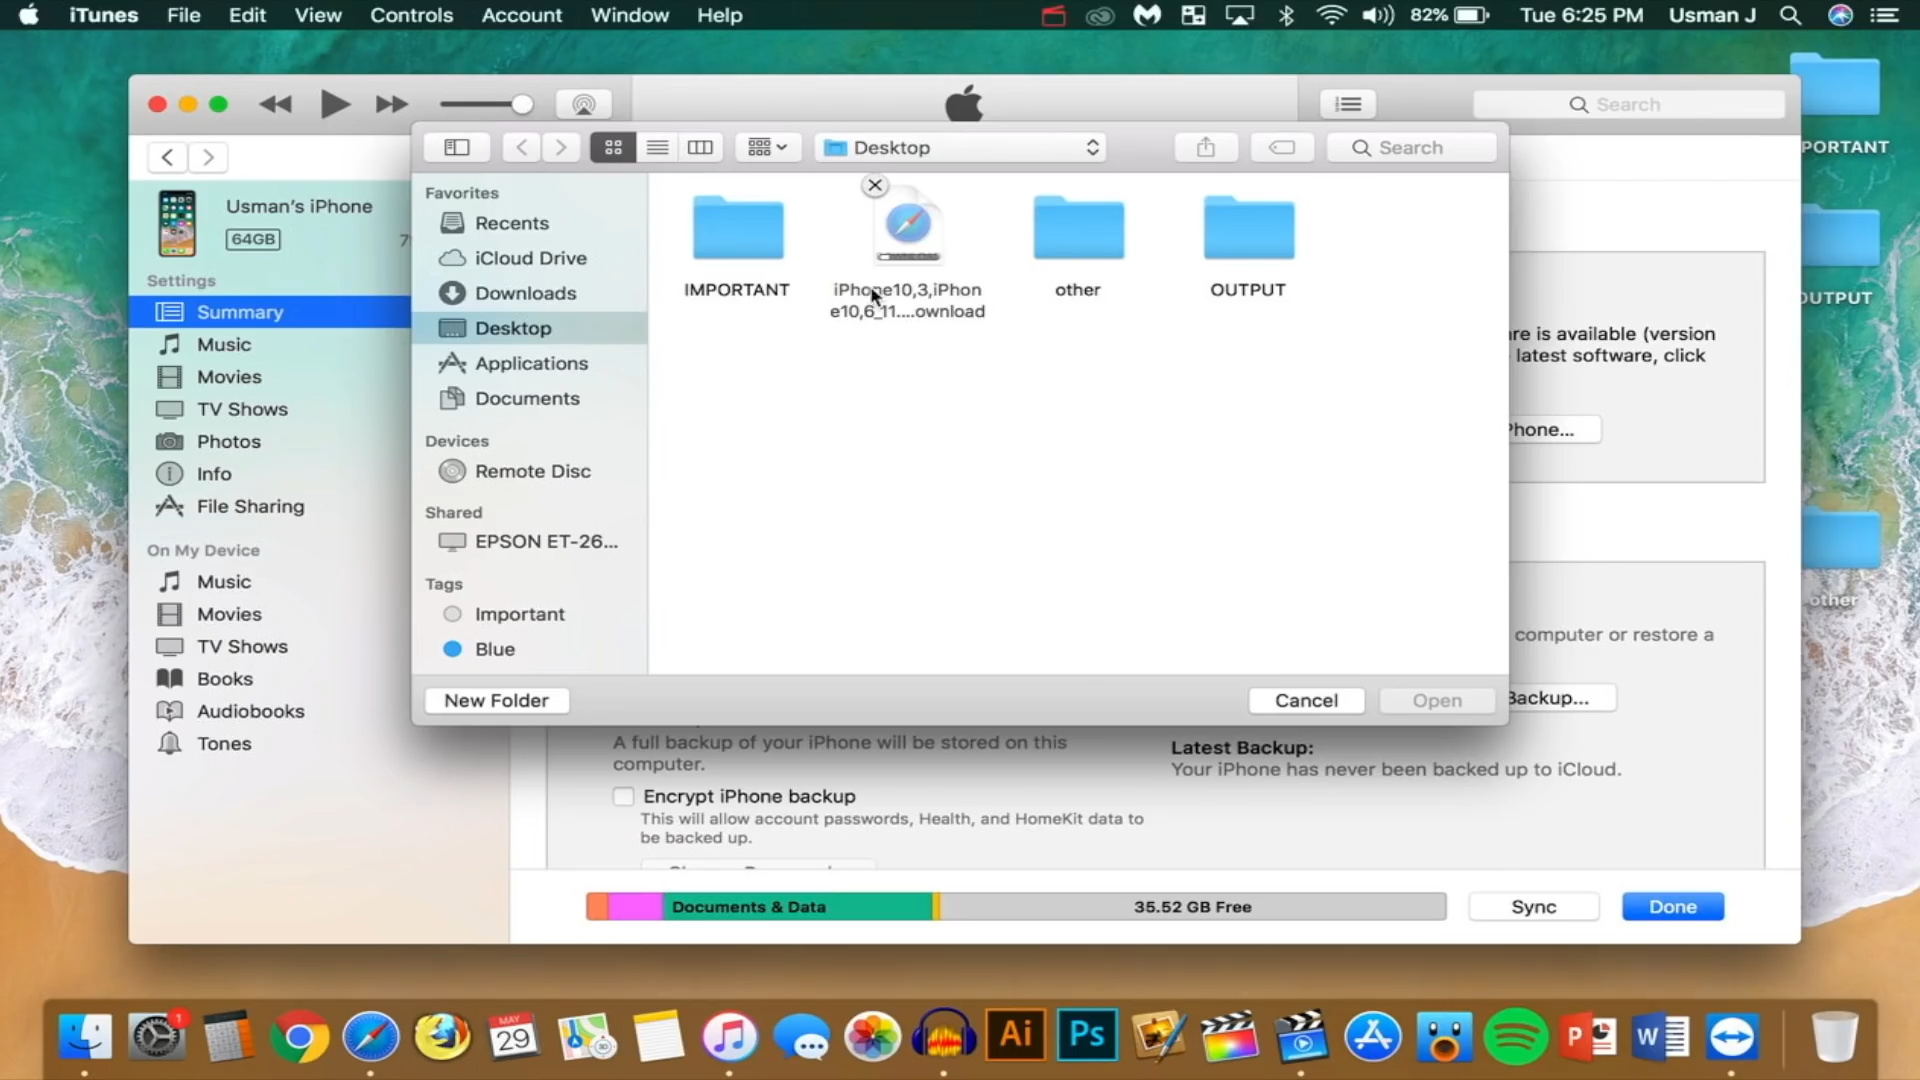 iTunes File Edit View Controls Account Window Help 82% Tue 6:25 PM Usman J
Search
Desktop
Search
PORTANT
Usman's iPhone
64GB
Settings
Summary
Music
Movies
TV Shows
Photos
Info
File Sharing
On My Device
Music
Movies
TV Shows
Books
Audiobooks
Tones
Favorites
Recents
iCloud Drive
Downloads
Desktop
Applications
Documents
Devices
Remote Disc
Shared
EPSON ET-26...
Tags
Important
Blue
IMPORTANT
iPhone10,3,iPhon
e10,6_11....ownload
other
OUTPUT
New Folder
Cancel
Open
OUTPUT
re is available (version
latest software, click
Phone...
other
computer or restore a
Backup...
A full backup of your iPhone will be stored on this
computer.
Encrypt iPhone backup
This will allow account passwords, Health, and HomeKit data to
be backed up.
Latest Backup:
Your iPhone has never been backed up to iCloud.
Documents & Data
35.52 GB Free
Sync
Done
1
MAY
29
Ai
Ps
P
W